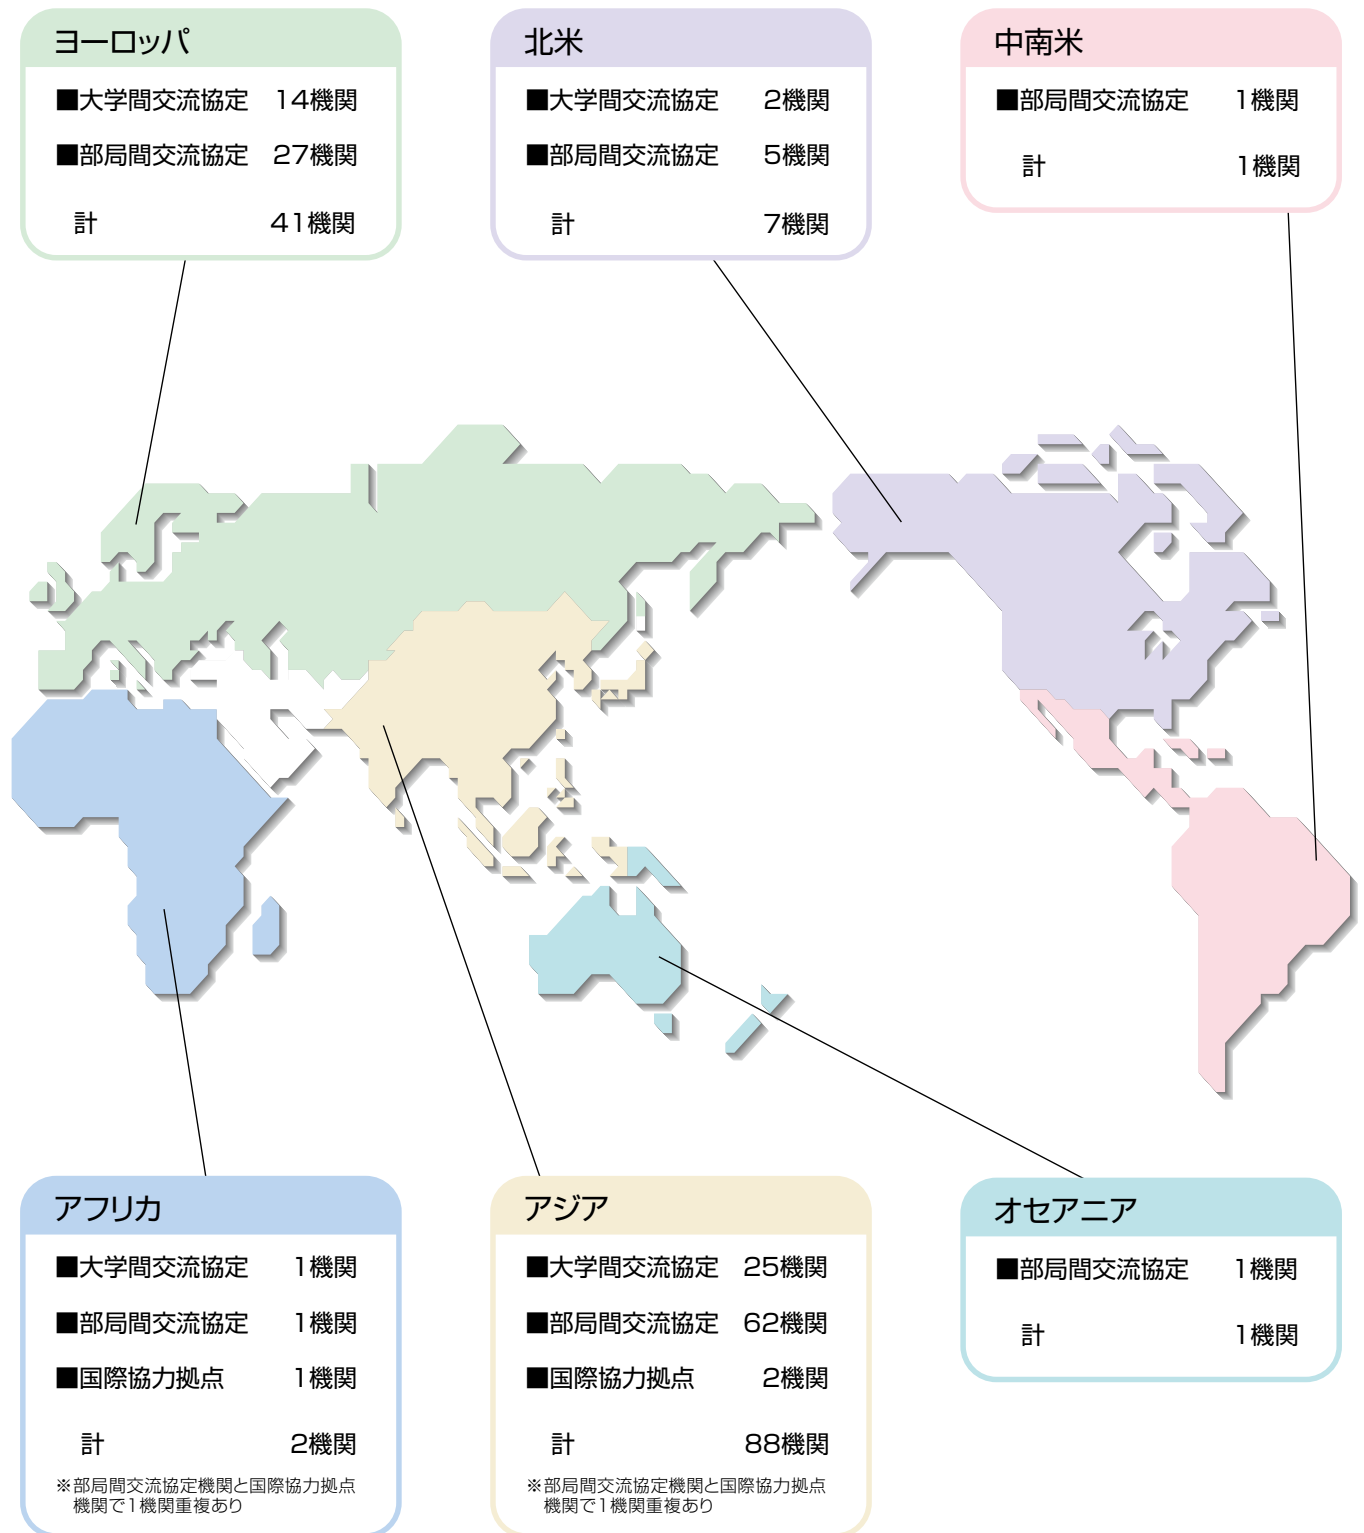 ヨーロッパ
■大学間交流協定 14機関
■部局間交流協定 27機関
計 41機関
北米
■大学間交流協定 2機関
■部局間交流協定 5機関
計 7機関
中南米
■部局間交流協定 1機関
計 1機関
アフリカ
■大学間交流協定 1機関
■部局間交流協定 1機関
■国際協力拠点 1機関
計 2機関
※部局間交流協定機関と国際協力拠点
機関で1機関重複あり
アジア
■大学間交流協定 25機関
■部局間交流協定 62機関
■国際協力拠点 2機関
計 88機関
※部局間交流協定機関と国際協力拠点
機関で1機関重複あり
オセアニア
■部局間交流協定 1機関
計 1機関